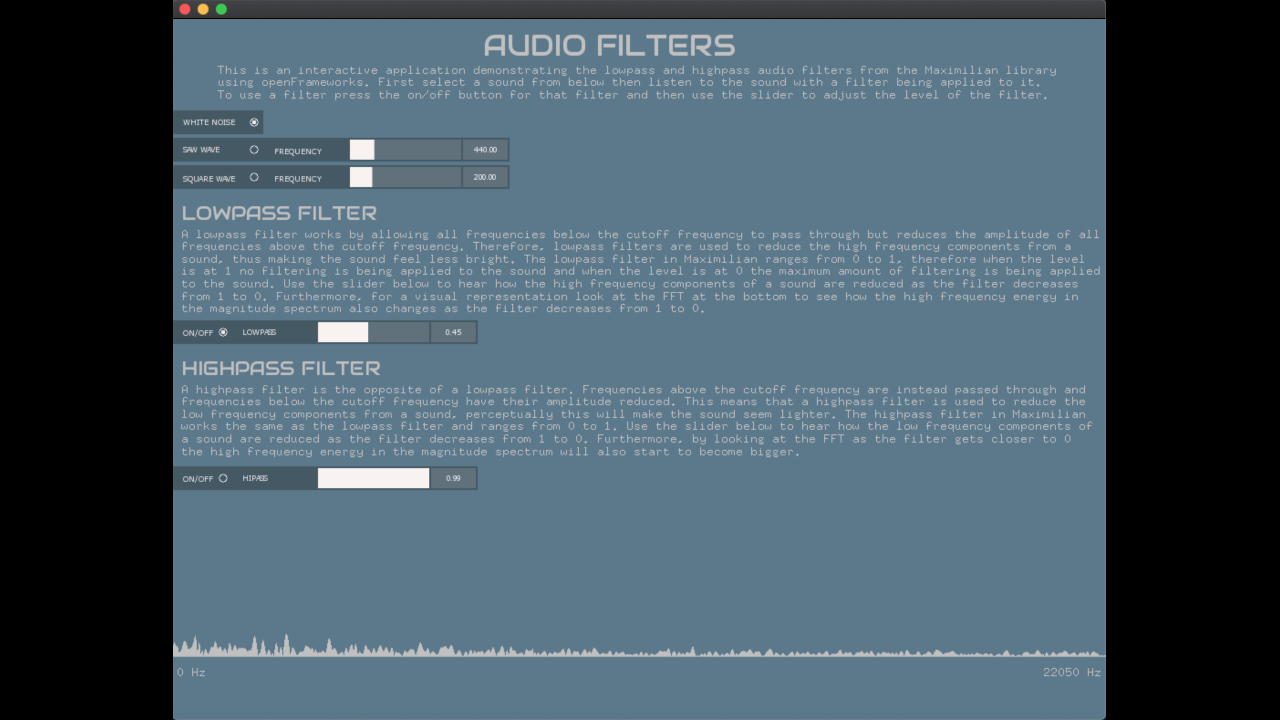 AUDIO FILTERS
This is an interactive application demonstrating the lowpass and highpass audio filters from the Maximilian library
using openFrameworks. First select a sound from below then listen to the sound with a filter being applied to it.
To use a filter press the on/off button for that filter and then use the slider to adjust the level of the filter.
WHITE NOISE
SAW WAVE FREQUENCY 440.00
SQUARE WAVE FREQUENCY 200.00
LOWPASS FILTER
A lowpass filter works by allowing all frequencies below the cutoff frequency to pass through but reduces the amplitude of all
frequencies above the cutoff frequency. Therefore, lowpass filters are used to reduce the high frequency components from a
sound, thus making the sound feel less bright. The lowpass filter in Maximilian ranges from 0 to 1, therefore when the level
is at 1 no filtering is being applied to the sound and when the level is at 0 the maximum amount of filtering is being applied
to the sound. Use the slider below to hear how the high frequency components of a sound are reduced as the filter decreases
from 1 to 0. Furthermore, for a visual representation look at the FFT at the bottom to see how the high frequency energy in
the magnitude spectrum also changes as the filter decreases from 1 to 0.
ON/OFF LOWPASS 0.45
HIGHPASS FILTER
A highpass filter is the opposite of a lowpass filter. Frequencies above the cutoff frequency are instead passed through and
frequencies below the cutoff frequency have their amplitude reduced. This means that a highpass filter is used to reduce the
low frequency components from a sound, perceptually this will make the sound seem lighter. The highpass filter in Maximilian
works the same as the lowpass filter and ranges from 0 to 1. Use the slider below to hear how the low frequency components of
a sound are reduced as the filter decreases from 1 to 0. Furthermore, by looking at the FFT as the filter gets closer to 0
the high frequency energy in the magnitude spectrum will also start to become bigger.
ON/OFF HIPASS 0.99
0 Hz 22050 Hz